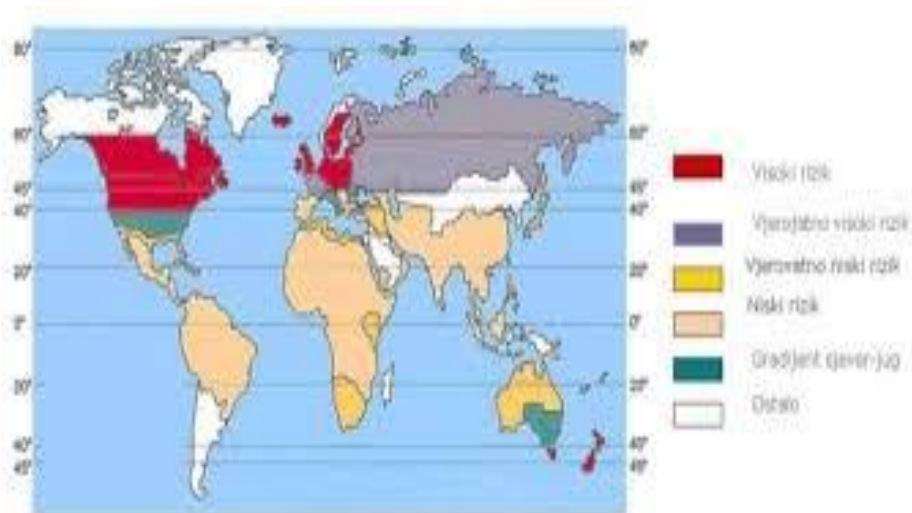 80° 80°
60° 60°
45° 45°
40° 40°
20° 20°
0° 0°
20° 20°
40° 40°
45° 45°
Visoki rizik
Vjerojatno visoki rizik
Vjerovatno niski rizik
Niski rizik
Gradijent sjever-jug
Ostalo